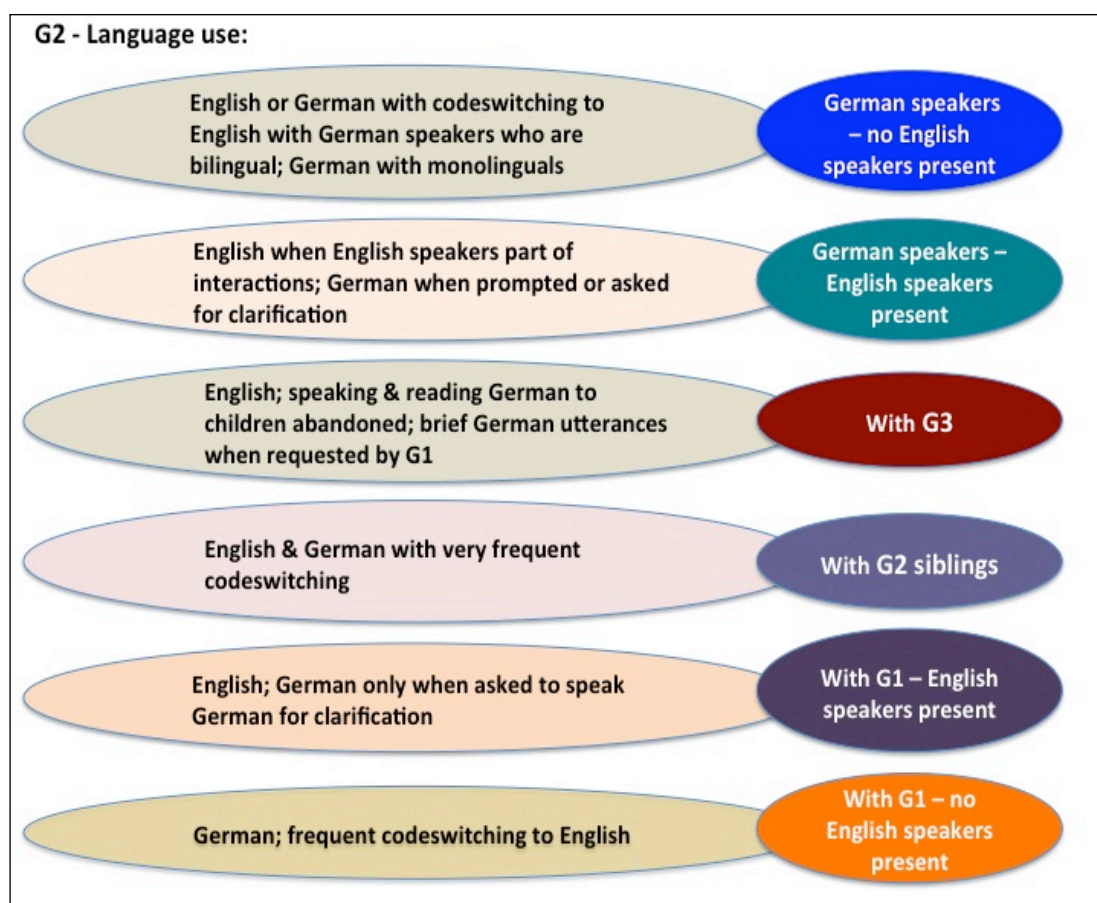 G2 - Language use:
English or German with codeswitching to
English with German speakers who are
bilingual; German with monolinguals
German speakers
– no English
speakers present
English when English speakers part of
interactions; German when prompted or asked
for clarification
German speakers –
English speakers
present
English; speaking & reading German to
children abandoned; brief German utterances
when requested by G1
With G3
English & German with very frequent
codeswitching
With G2 siblings
English; German only when asked to speak
German for clarification
With G1 – English
speakers present
German; frequent codeswitching to English
With G1 – no
English speakers
present